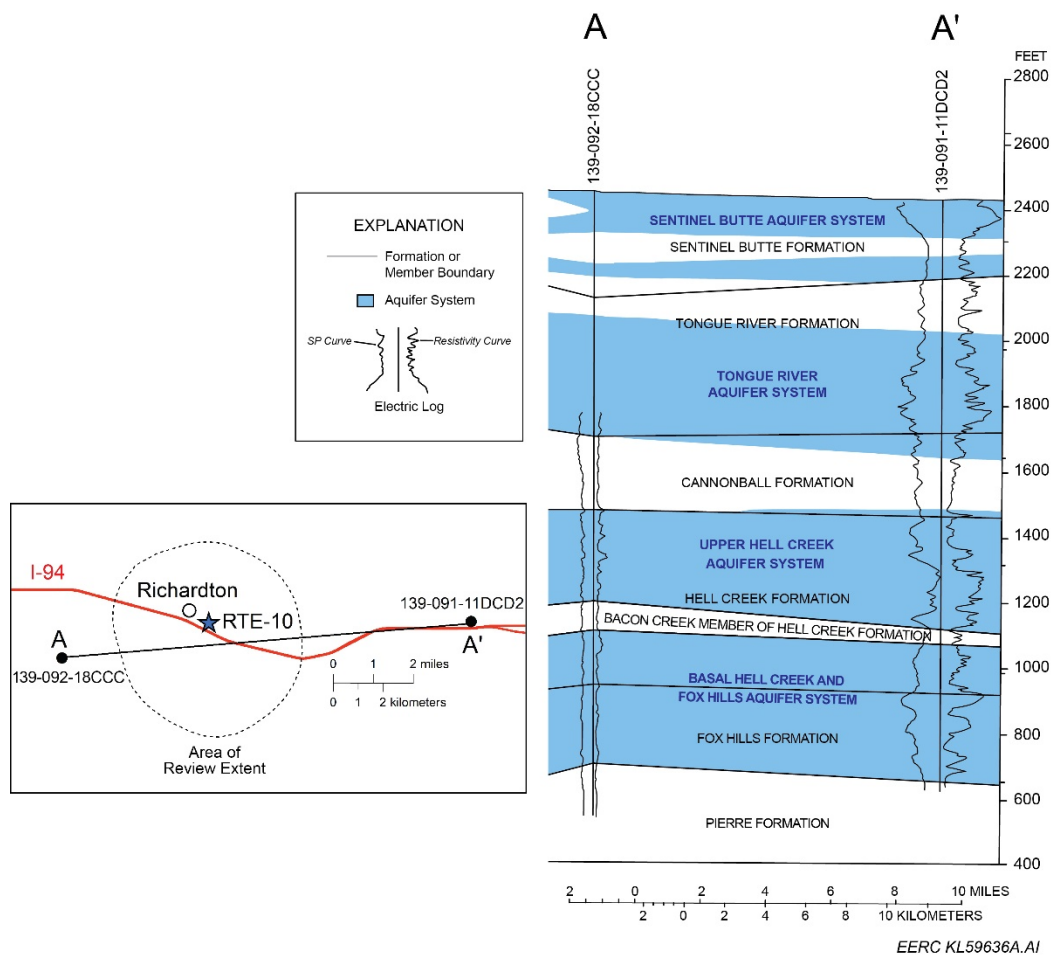 A
A'
FEET
139-092-18CCC
139-091-11DCD2
2800
2600
2400
2200
2000
1800
1600
1400
1200
1000
800
600
400
SENTINEL BUTTE AQUIFER SYSTEM
SENTINEL BUTTE FORMATION
TONGUE RIVER FORMATION
TONGUE RIVER
AQUIFER SYSTEM
CANNONBALL FORMATION
UPPER HELL CREEK
AQUIFER SYSTEM
HELL CREEK FORMATION
BACON CREEK MEMBER OF HELL CREEK FORMATION
BASAL HELL CREEK AND
FOX HILLS AQUIFER SYSTEM
FOX HILLS FORMATION
PIERRE FORMATION
2 0 2 4 6 8 10 MILES
2 0 2 4 6 8 10 KILOMETERS
EXPLANATION
Formation or
Member Boundary
Aquifer System
SP Curve
Resistivity Curve
Electric Log
I-94
Richardton
RTE-10
139-091-11DCD2
A
A'
139-092-18CCC
0 1 2 miles
0 1 2 kilometers
Area of
Review Extent
EERC KL59636A.AI